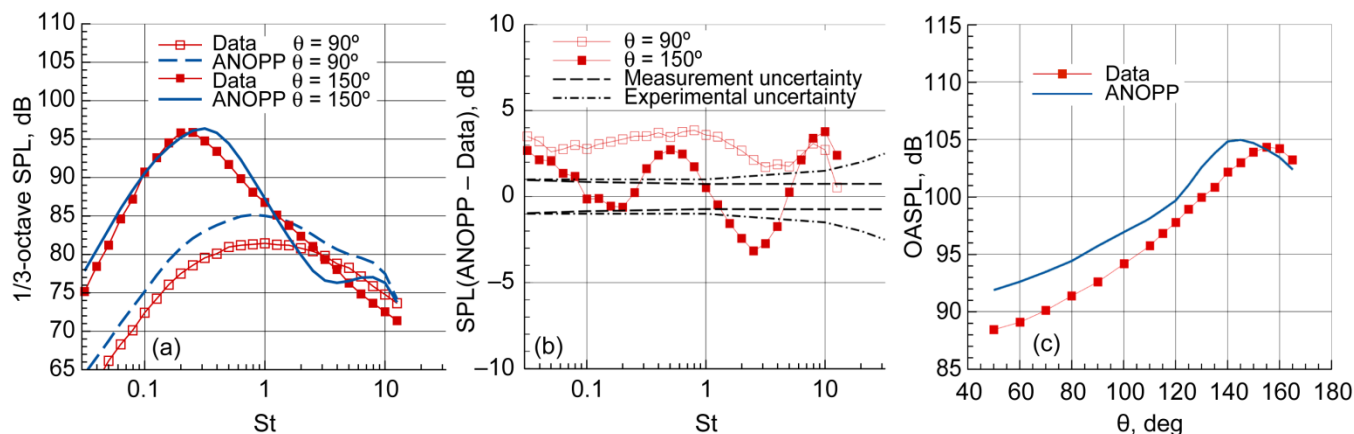 110
105
100
95
90
85
80
75
70
65
1/3-octave SPL, dB
Data θ = 90º
ANOPP θ = 90º
Data θ = 150º
ANOPP θ = 150º
(a)
0.1 1 10
St
10
5
0
−5
−10
SPL(ANOPP – Data), dB
θ = 90º
θ = 150º
Measurement uncertainty
Experimental uncertainty
(b)
0.1 1 10
St
115
110
105
100
95
90
85
OASPL, dB
Data
ANOPP
(c)
40 60 80 100 120 140 160 180
θ, deg